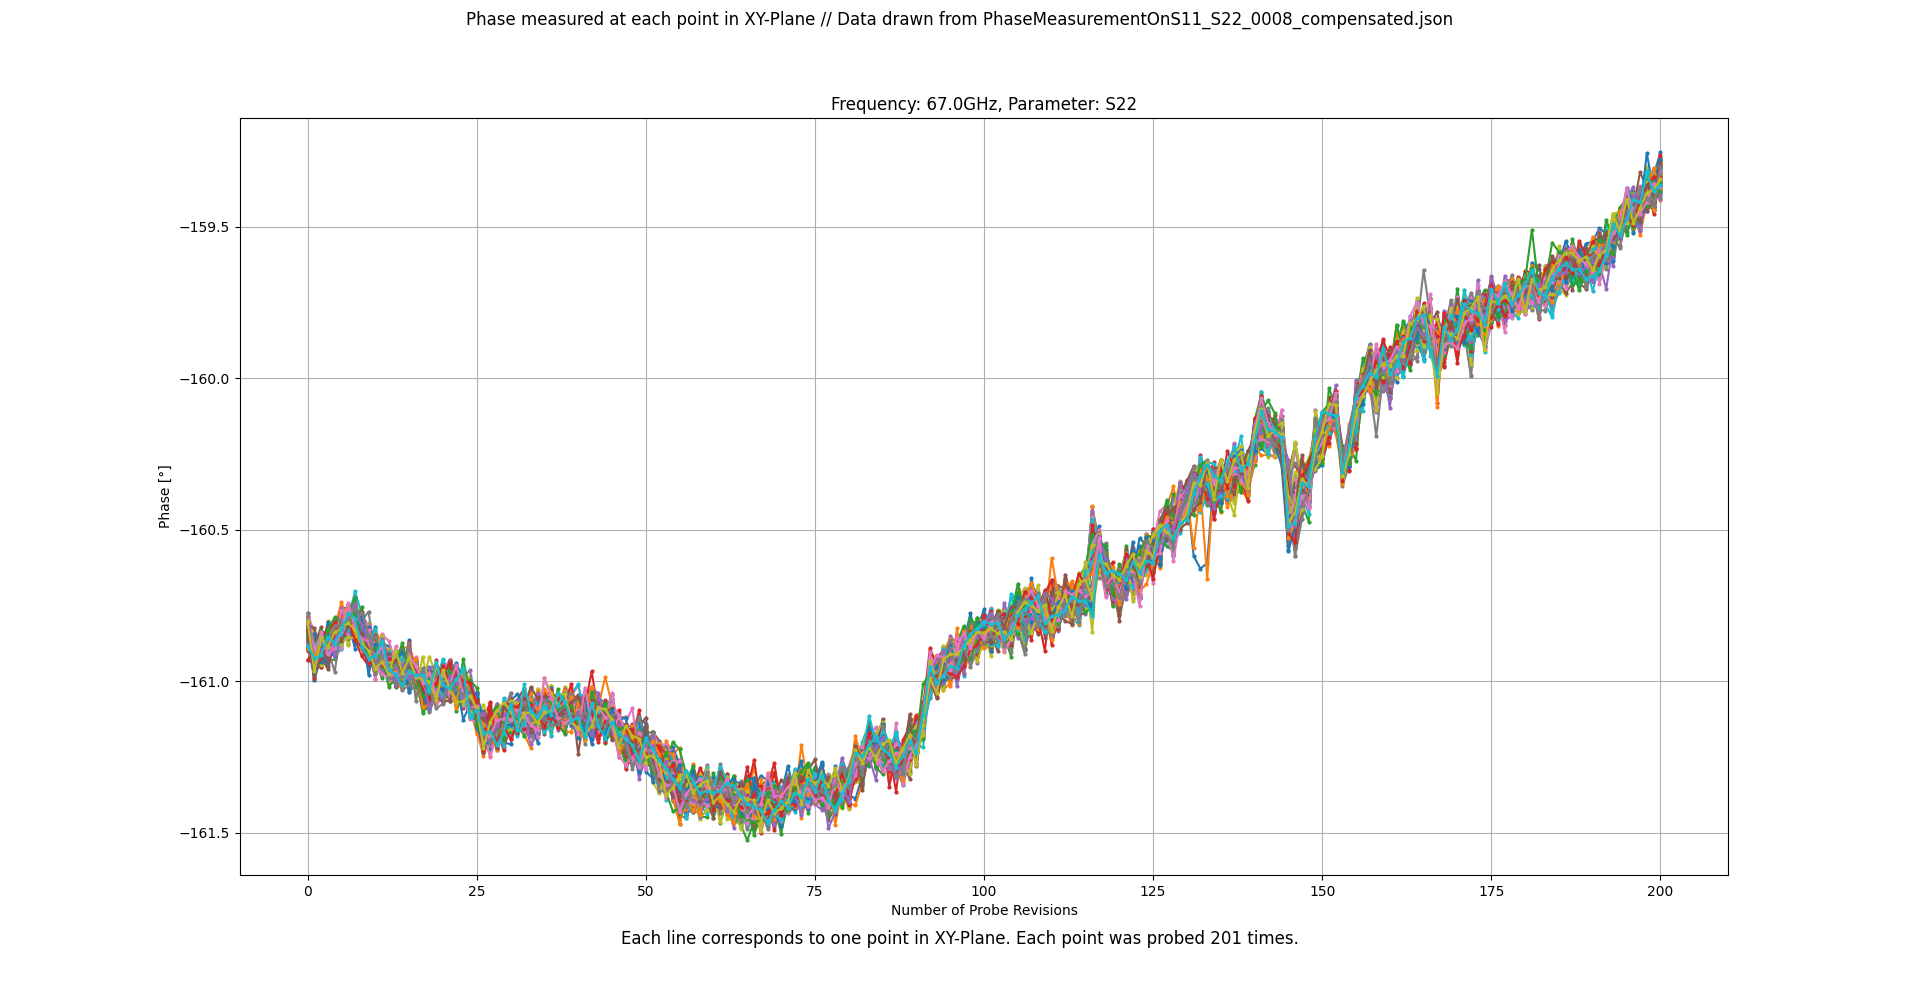 Phase measured at each point in XY-Plane // Data drawn from PhaseMeasurementOnS11_S22_0008_compensated.json
Frequency: 67.0GHz, Parameter: S22
−159.5
−160.0
−160.5
−161.0
−161.5
Phase [°]
0 25 50 75 100 125 150 175 200
Number of Probe Revisions
Each line corresponds to one point in XY-Plane. Each point was probed 201 times.